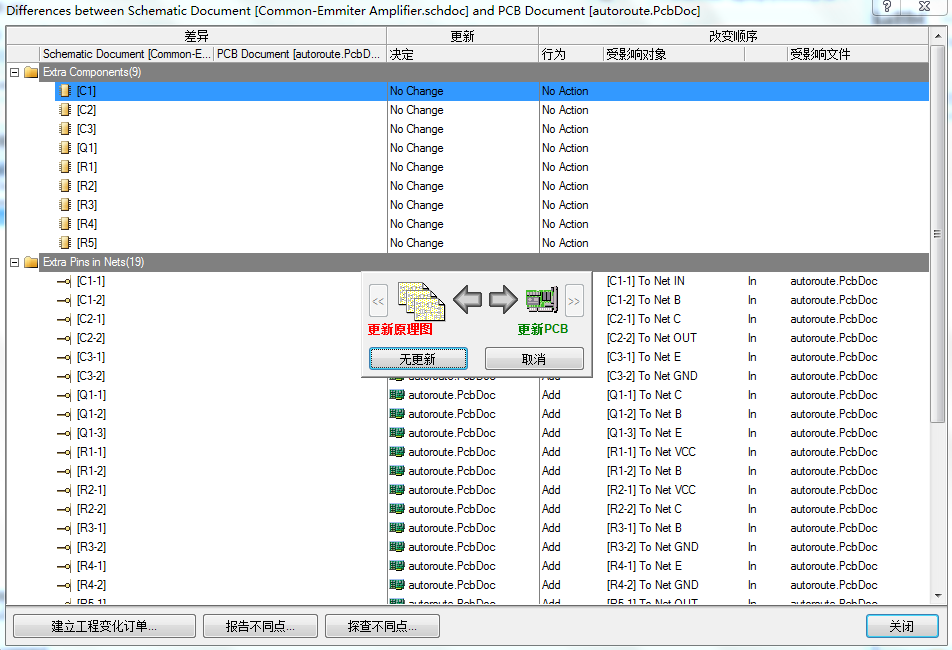 Differences between Schematic Document [Common-Emmiter Amplifier.schdoc] and PCB Document [autoroute.PcbDoc]
差异 更新 改变顺序
Schematic Document [Common-E... PCB Document [autoroute.PcbD... 决定 行为 受影响对象 受影响文件
Extra Components(9)
[C1] No Change No Action
[C2] No Change No Action
[C3] No Change No Action
[Q1] No Change No Action
[R1] No Change No Action
[R2] No Change No Action
[R3] No Change No Action
[R4] No Change No Action
[R5] No Change No Action
Extra Pins in Nets(19)
[C1-1] [C1-1] To Net IN In autoroute.PcbDoc
[C1-2] [C1-2] To Net B In autoroute.PcbDoc
[C2-1] [C2-1] To Net C In autoroute.PcbDoc
[C2-2] [C2-2] To Net OUT In autoroute.PcbDoc
[C3-1] [C3-1] To Net E In autoroute.PcbDoc
[C3-2] autoroute.PcbDoc Add [C3-2] To Net GND In autoroute.PcbDoc
<< >>
更新原理图 更新PCB
无更新 取消
[Q1-1] autoroute.PcbDoc Add [Q1-1] To Net C In autoroute.PcbDoc
[Q1-2] autoroute.PcbDoc Add [Q1-2] To Net B In autoroute.PcbDoc
[Q1-3] autoroute.PcbDoc Add [Q1-3] To Net E In autoroute.PcbDoc
[R1-1] autoroute.PcbDoc Add [R1-1] To Net VCC In autoroute.PcbDoc
[R1-2] autoroute.PcbDoc Add [R1-2] To Net B In autoroute.PcbDoc
[R2-1] autoroute.PcbDoc Add [R2-1] To Net VCC In autoroute.PcbDoc
[R2-2] autoroute.PcbDoc Add [R2-2] To Net C In autoroute.PcbDoc
[R3-1] autoroute.PcbDoc Add [R3-1] To Net B In autoroute.PcbDoc
[R3-2] autoroute.PcbDoc Add [R3-2] To Net GND In autoroute.PcbDoc
[R4-1] autoroute.PcbDoc Add [R4-1] To Net E In autoroute.PcbDoc
[R4-2] autoroute.PcbDoc Add [R4-2] To Net GND In autoroute.PcbDoc
[R5-1] autoroute.PcbDoc Add [R5-1] To Net OUT In autoroute.PcbDoc
建立工程变化订单... 报告不同点... 探查不同点... 关闭